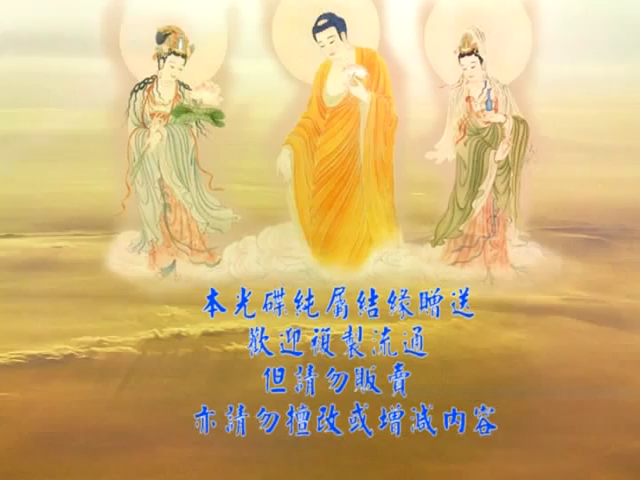 本光碟純屬結緣贈送
歡迎複製流通
但請勿販賣
亦請勿擅改或增減內容